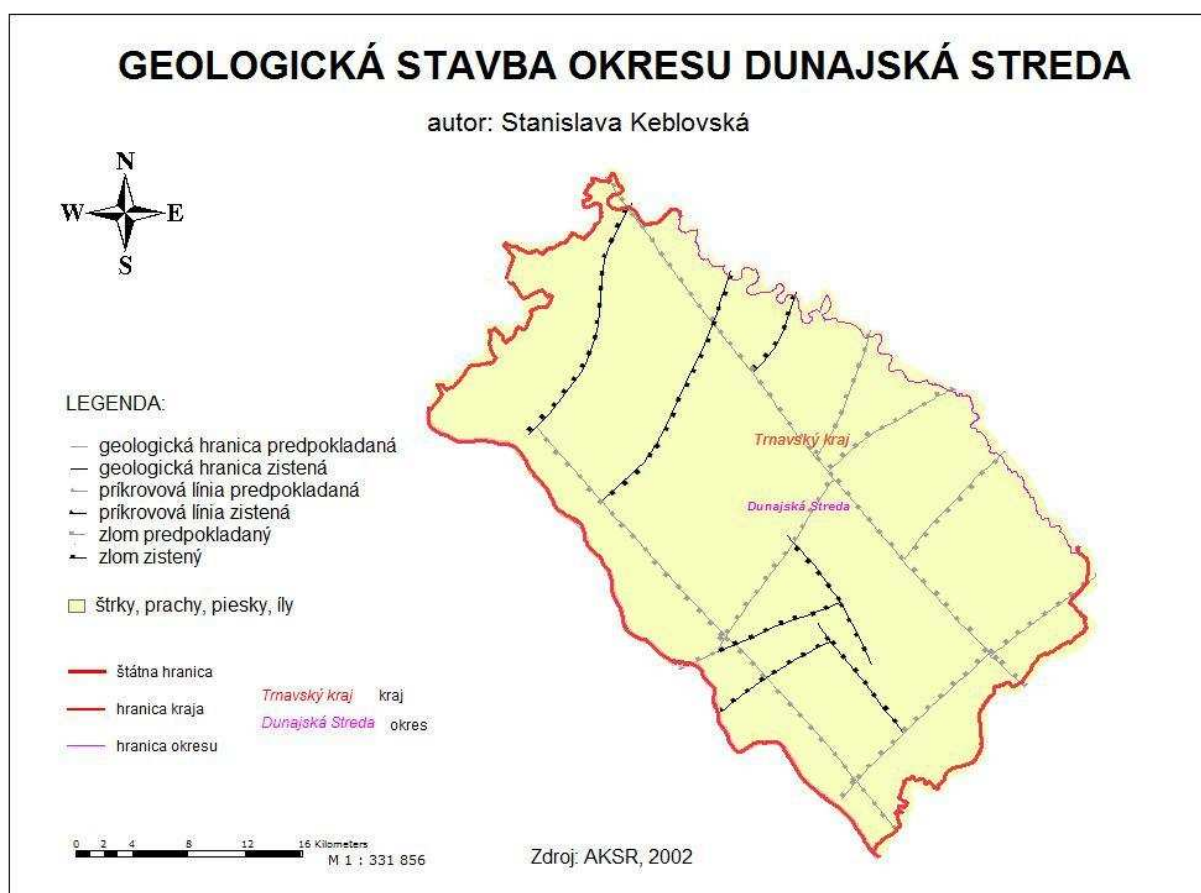 GEOLOGICKÁ STAVBA OKRESU DUNAJSKÁ STREDA
autor: Stanislava Keblovská
N
W E
S
Trnavský kraj
Dunajská Streda
LEGENDA:
geologická hranica predpokladaná
geologická hranica zistená
príkrovová línia predpokladaná
príkrovová línia zistená
zlom predpokladaný
zlom zistený
štrky, prachy, piesky, íly
štátna hranica
hranica kraja
hranica okresu
Trnavský kraj kraj
Dunajská Streda okres
0 2 4 8 12 16 Kilometers
M 1 : 331 856
Zdroj: AKSR, 2002